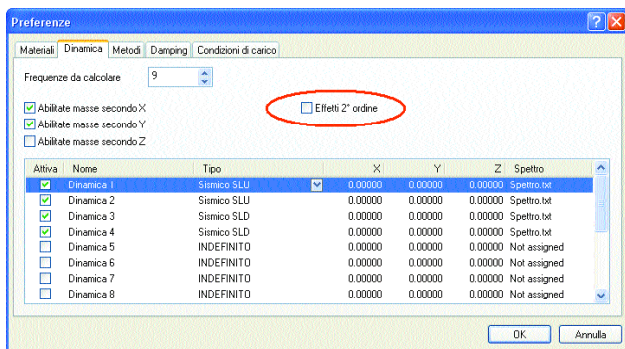 Preferenze
Materiali Dinamica Metodi Damping Condizioni di carico
Frequenze da calcolare 9
Abilitate masse secondo X Effetti 2° ordine
Abilitate masse secondo Y
Abilitate masse secondo Z
Attiva Nome Tipo X Y Z Spettro
Dinamica 1 Sismico SLU 0.00000 0.00000 0.00000 Spettro.txt
Dinamica 2 Sismico SLU 0.00000 0.00000 0.00000 Spettro.txt
Dinamica 3 Sismico SLD 0.00000 0.00000 0.00000 Spettro.txt
Dinamica 4 Sismico SLD 0.00000 0.00000 0.00000 Spettro.txt
Dinamica 5 INDEFINITO 0.00000 0.00000 0.00000 Not assigned
Dinamica 6 INDEFINITO 0.00000 0.00000 0.00000 Not assigned
Dinamica 7 INDEFINITO 0.00000 0.00000 0.00000 Not assigned
Dinamica 8 INDEFINITO 0.00000 0.00000 0.00000 Not assigned
OK Annulla